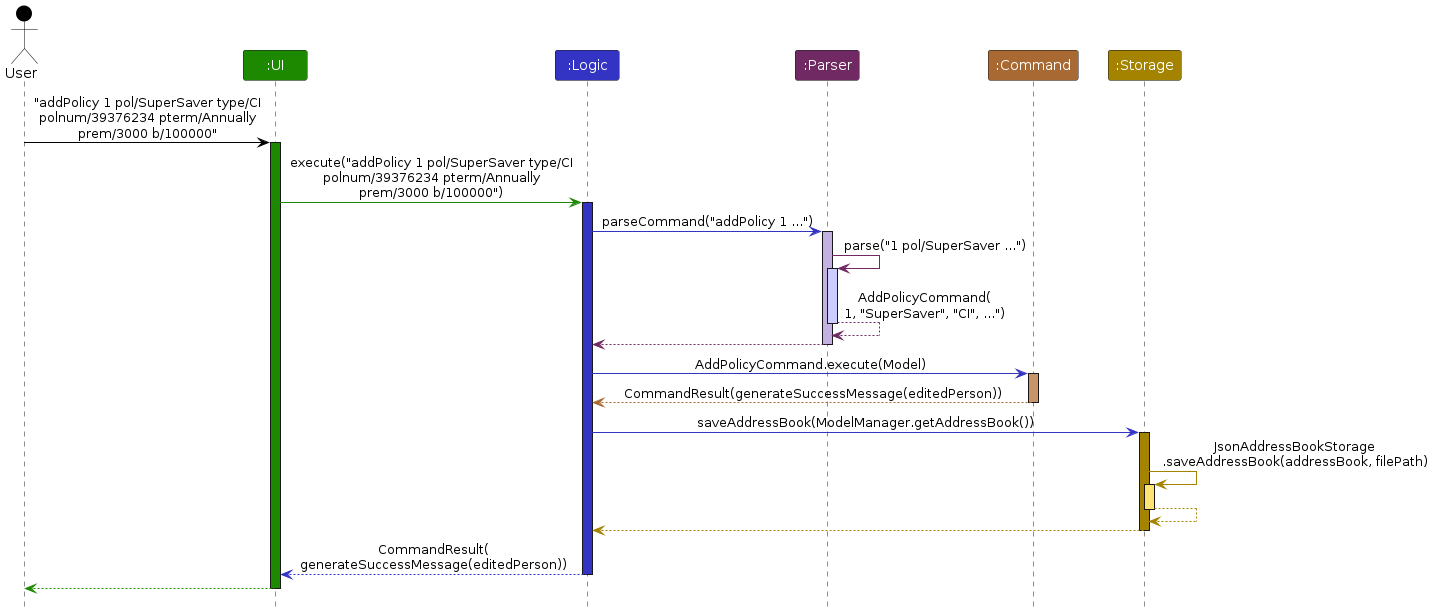 User
:UI
:Logic
:Parser
:Command
:Storage
"addPolicy 1 pol/SuperSaver type/CI
polnum/39376234 pterm/Annually
prem/3000 b/100000"
execute("addPolicy 1 pol/SuperSaver type/CI
polnum/39376234 pterm/Annually
prem/3000 b/100000")
parseCommand("addPolicy 1 ...")
parse("1 pol/SuperSaver ...")
AddPolicyCommand(
1, "SuperSaver", "CI", ...")
AddPolicyCommand.execute(Model)
CommandResult(generateSuccessMessage(editedPerson))
saveAddressBook(ModelManager.getAddressBook())
JsonAddressBookStorage
.saveAddressBook(addressBook, filePath)
CommandResult(
generateSuccessMessage(editedPerson))